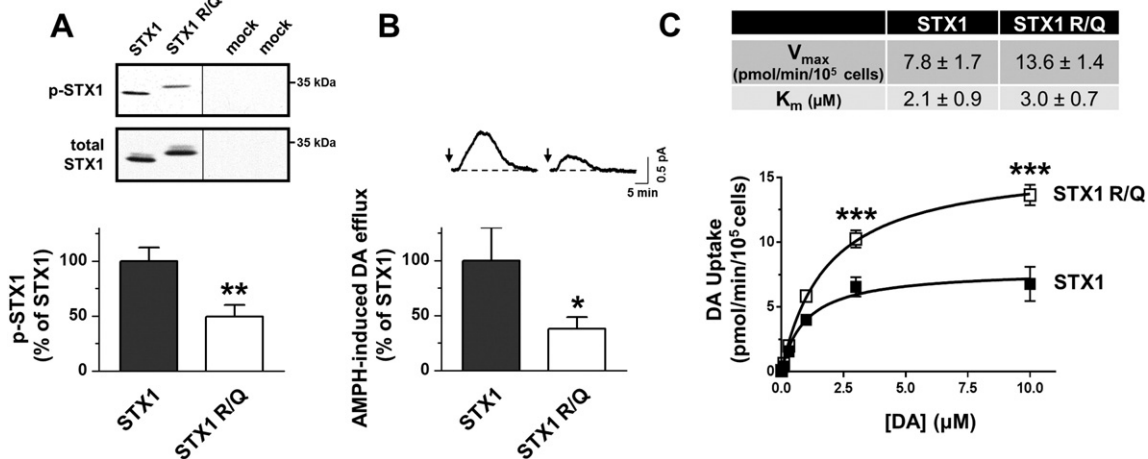 A
STX1
STX1 R/Q
mock
mock
p-STX1
35 kDa
total
STX1
35 kDa
p-STX1
(% of STX1)
100
50
0
**
STX1
STX1 R/Q
B
0.5 pA
5 min
AMPH-induced DA efflux
(% of STX1)
100
50
0
*
STX1
STX1 R/Q
C
STX1 STX1 R/Q
Vmax
(pmol/min/10⁵ cells)
7.8 ± 1.7 13.6 ± 1.4
Km (µM) 2.1 ± 0.9 3.0 ± 0.7
DA Uptake
(pmol/min/10⁵ cells)
15
10
5
0
***
***
STX1 R/Q
STX1
0.0 2.5 5.0 7.5 10.0
[DA] (µM)